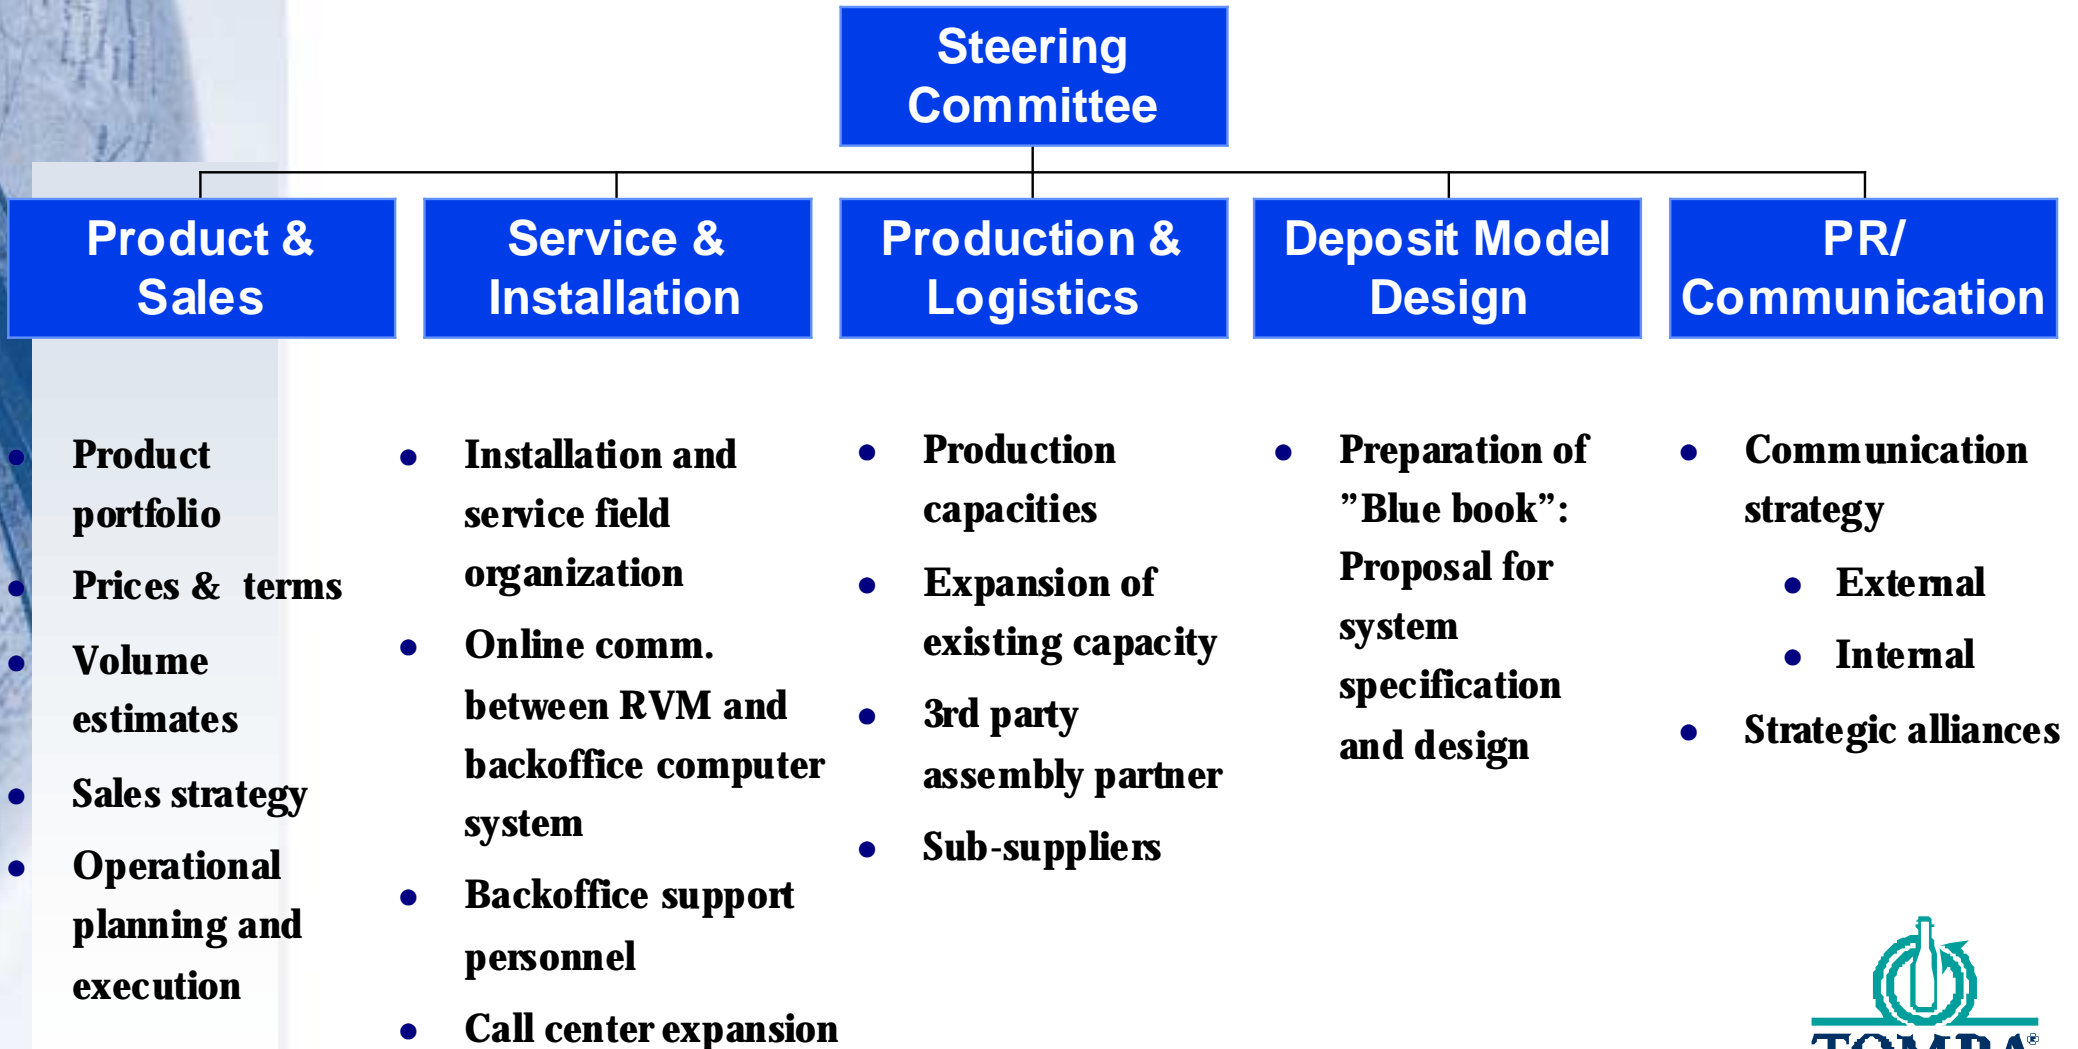 Steering
Committee
Product &
Sales
Service &
Installation
Production &
Logistics
Deposit Model
Design
PR/
Communication
Product
portfolio
Prices & terms
Volume
estimates
Sales strategy
Operational
planning and
execution
Installation and
service field
organization
Online comm.
between RVM and
backoffice computer
system
Backoffice support
personnel
Call center expansion
Production
capacities
Expansion of
existing capacity
3rd party
assembly partner
Sub-suppliers
Preparation of
”Blue book”:
Proposal for
system
specification
and design
Communication
strategy
External
Internal
Strategic alliances
TOMRA®